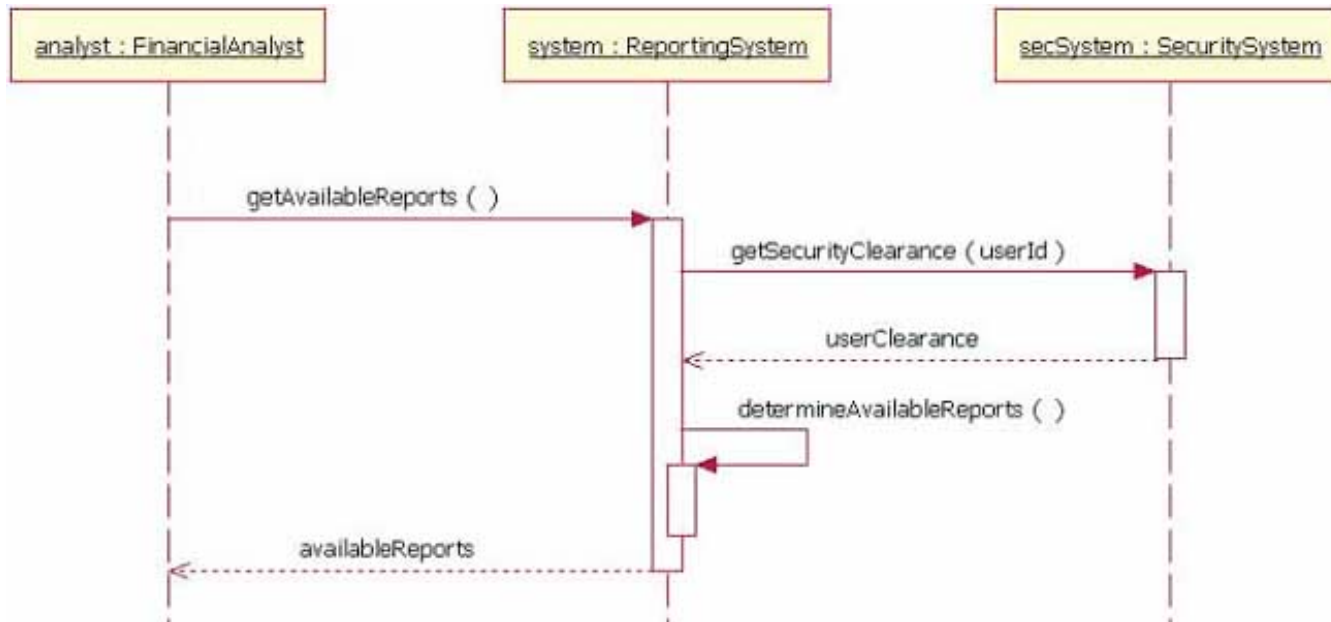 analyst : FinancialAnalyst
system : ReportingSystem
secSystem : SecuritySystem
getAvailableReports ( )
getSecurityClearance ( userId )
userClearance
determineAvailableReports ( )
availableReports